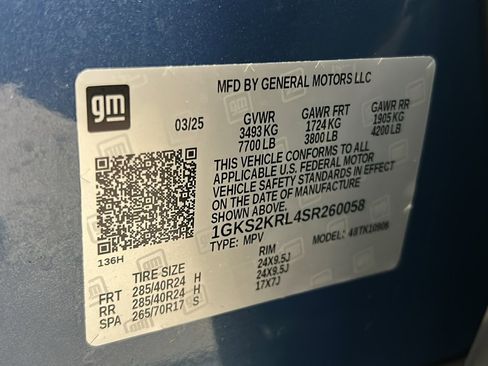 gm
MFD BY GENERAL MOTORS LLC
03/25 GVWR GAWR FRT GAWR RR
3493 KG 1724 KG 1905 KG
7700 LB 3800 LB 4200 LB
THIS VEHICLE CONFORMS TO ALL
APPLICABLE U.S. FEDERAL MOTOR
VEHICLE SAFETY STANDARDS IN EFFECT
ON THE DATE OF MANUFACTURE
SHOWN ABOVE.
1GKS2KRL4SR260058
TYPE: MPV MODEL: 48TK10906
136H
TIRE SIZE RIM
FRT 285/40R24 H 24X9.5J
RR 285/40R24 H 24X9.5J
SPA 265/70R17 S 17X7J